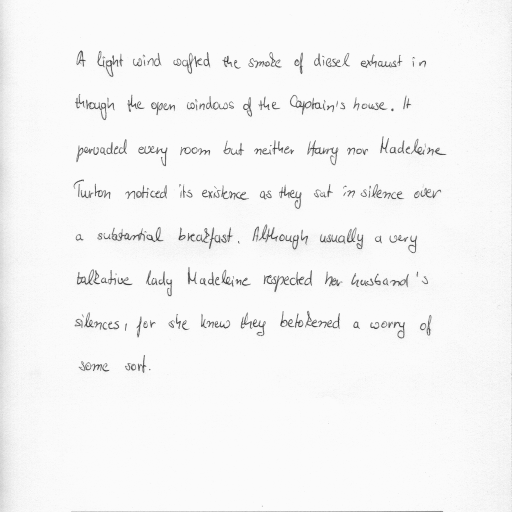 A light wind wafted the smoke of diesel exhaust in
through the open windows of the Captain's house. It
pervaded every room but neither Harry nor Madeleine
Turton noticed its existence as they sat in silence over
a substantial breakfast. Although usually a very
talkative lady Madeleine respected her husband's
silences, for she knew they betokened a worry of
some sort.